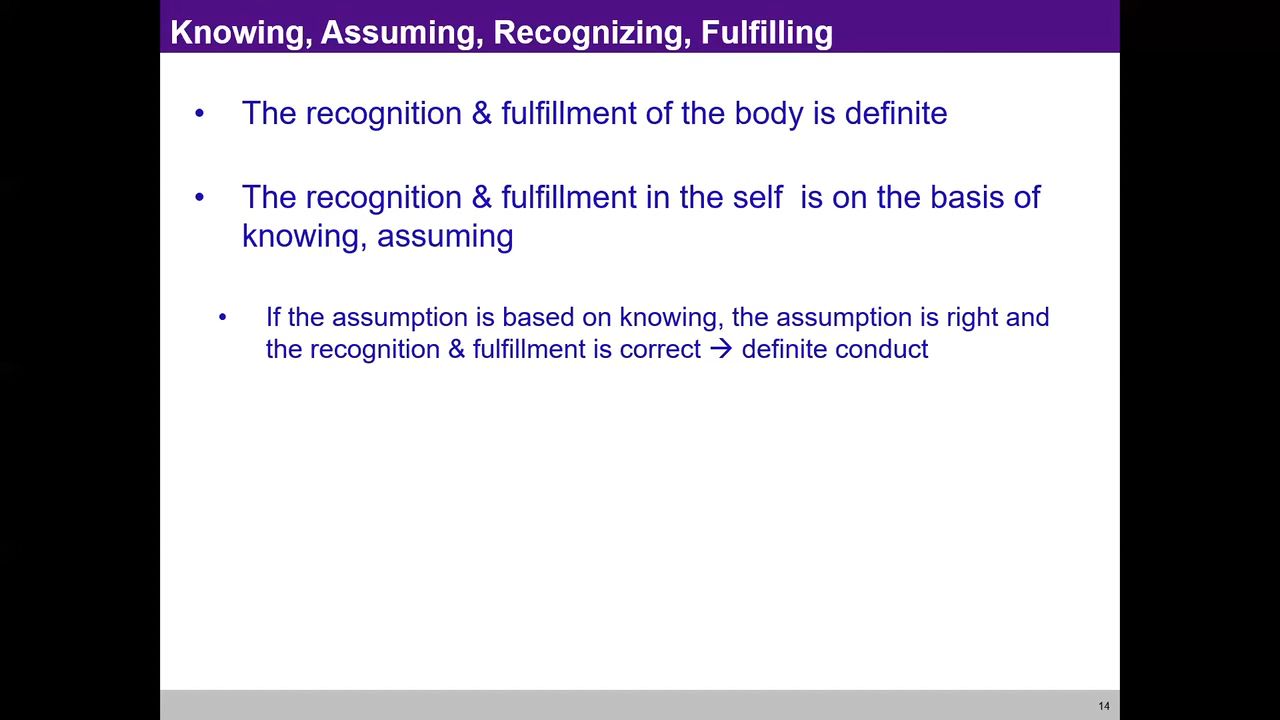 Knowing, Assuming, Recognizing, Fulfilling
• The recognition & fulfillment of the body is definite
• The recognition & fulfillment in the self is on the basis of
knowing, assuming
• If the assumption is based on knowing, the assumption is right and
the recognition & fulfillment is correct → definite conduct
14